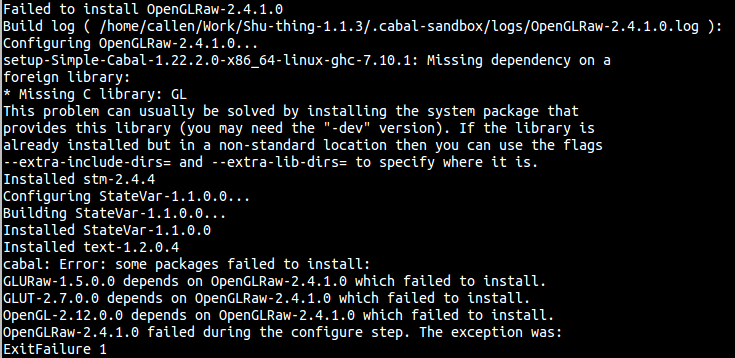 Failed to install OpenGLRaw-2.4.1.0
Build log ( /home/callen/Work/Shu-thing-1.1.3/.cabal-sandbox/logs/OpenGLRaw-2.4.1.0.log ):
Configuring OpenGLRaw-2.4.1.0...
setup-Simple-Cabal-1.22.2.0-x86_64-linux-ghc-7.10.1: Missing dependency on a
foreign library:
* Missing C library: GL
This problem can usually be solved by installing the system package that
provides this library (you may need the "-dev" version). If the library is
already installed but in a non-standard location then you can use the flags
--extra-include-dirs= and --extra-lib-dirs= to specify where it is.
Installed stm-2.4.4
Configuring StateVar-1.1.0.0...
Building StateVar-1.1.0.0...
Installed StateVar-1.1.0.0
Installed text-1.2.0.4
cabal: Error: some packages failed to install:
GLURaw-1.5.0.0 depends on OpenGLRaw-2.4.1.0 which failed to install.
GLUT-2.7.0.0 depends on OpenGLRaw-2.4.1.0 which failed to install.
OpenGL-2.12.0.0 depends on OpenGLRaw-2.4.1.0 which failed to install.
OpenGLRaw-2.4.1.0 failed during the configure step. The exception was:
ExitFailure 1